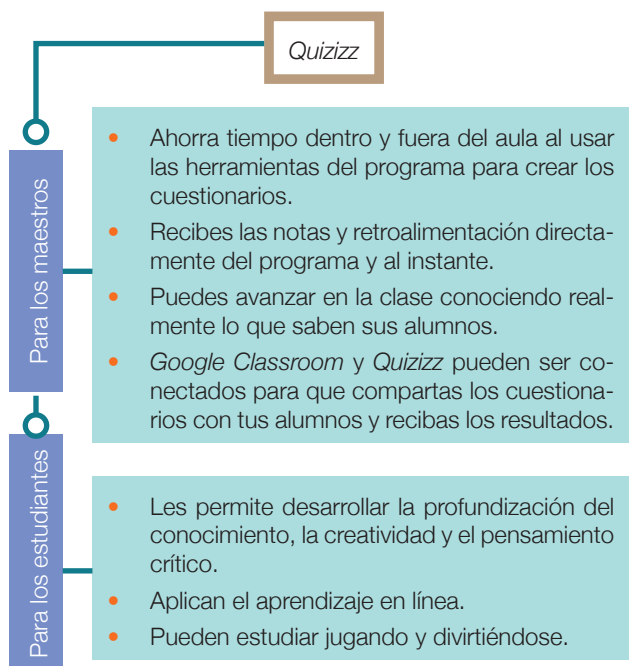 Quizizz
Para los maestros
• Ahorra tiempo dentro y fuera del aula al usar
las herramientas del programa para crear los
cuestionarios.
• Recibes las notas y retroalimentación directa-
mente del programa y al instante.
• Puedes avanzar en la clase conociendo real-
mente lo que saben sus alumnos.
• Google Classroom y Quizizz pueden ser co-
nectados para que compartas los cuestiona-
rios con tus alumnos y recibas los resultados.
Para los estudiantes
• Les permite desarrollar la profundización del
conocimiento, la creatividad y el pensamiento
crítico.
• Aplican el aprendizaje en línea.
• Pueden estudiar jugando y divirtiéndose.